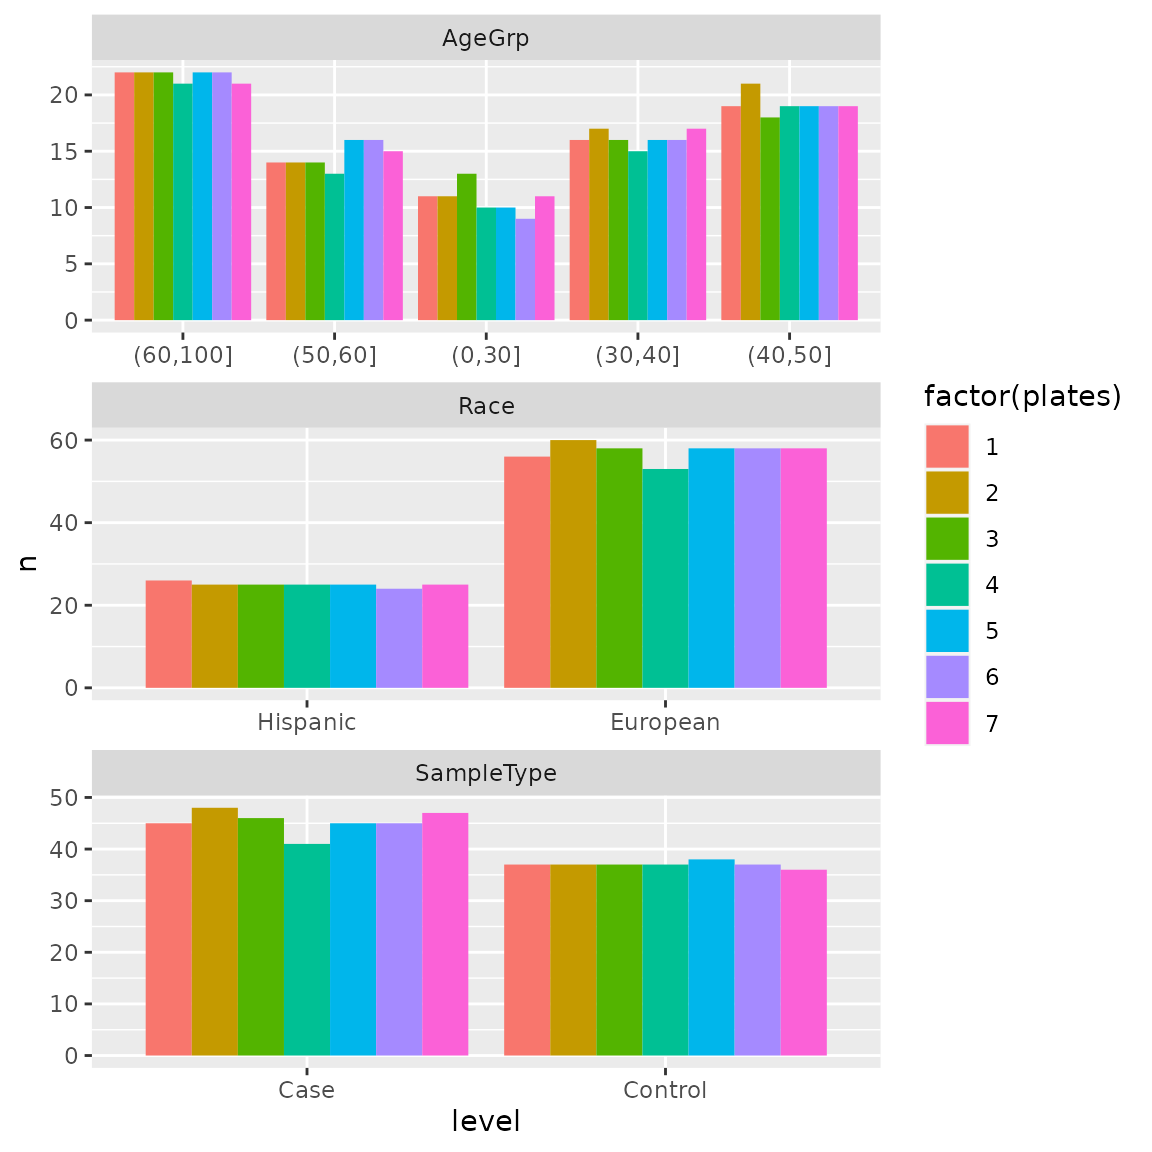 AgeGrp
20
15
10
5
0
(60,100] (50,60] (0,30] (30,40] (40,50]
Race
60
40
20
0
Hispanic European
SampleType
50
40
30
20
10
0
Case Control
level
n
factor(plates)
1
2
3
4
5
6
7